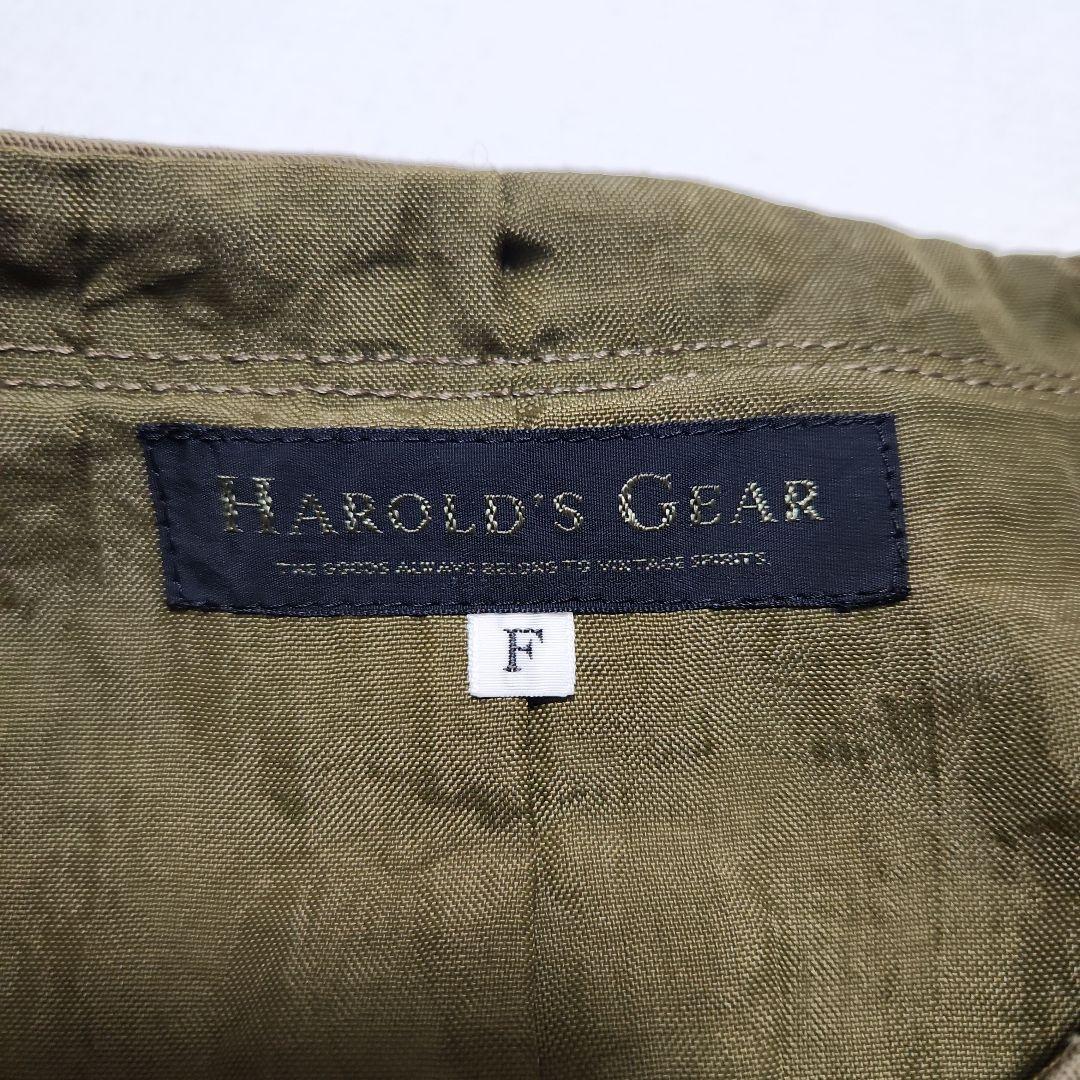 HAROLD'S GEAR
THE GOODS ALWAYS BELONG TO VINTAGE SPIRITS.
F